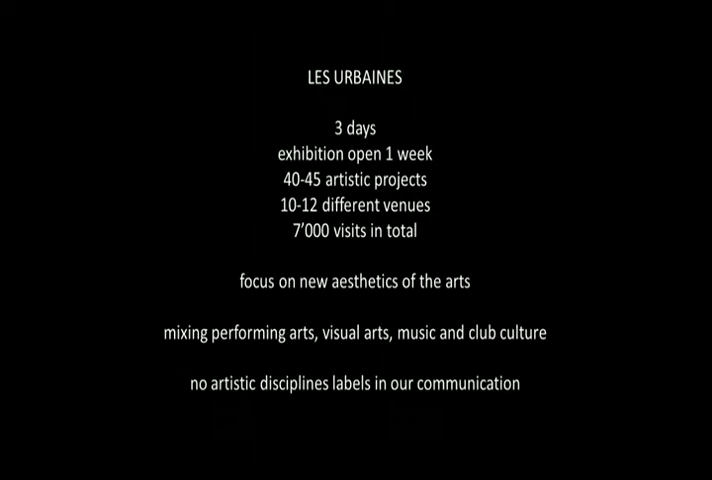 LES URBAINES
3 days
exhibition open 1 week
40-45 artistic projects
10-12 different venues
7’000 visits in total
focus on new aesthetics of the arts
mixing performing arts, visual arts, music and club culture
no artistic disciplines labels in our communication